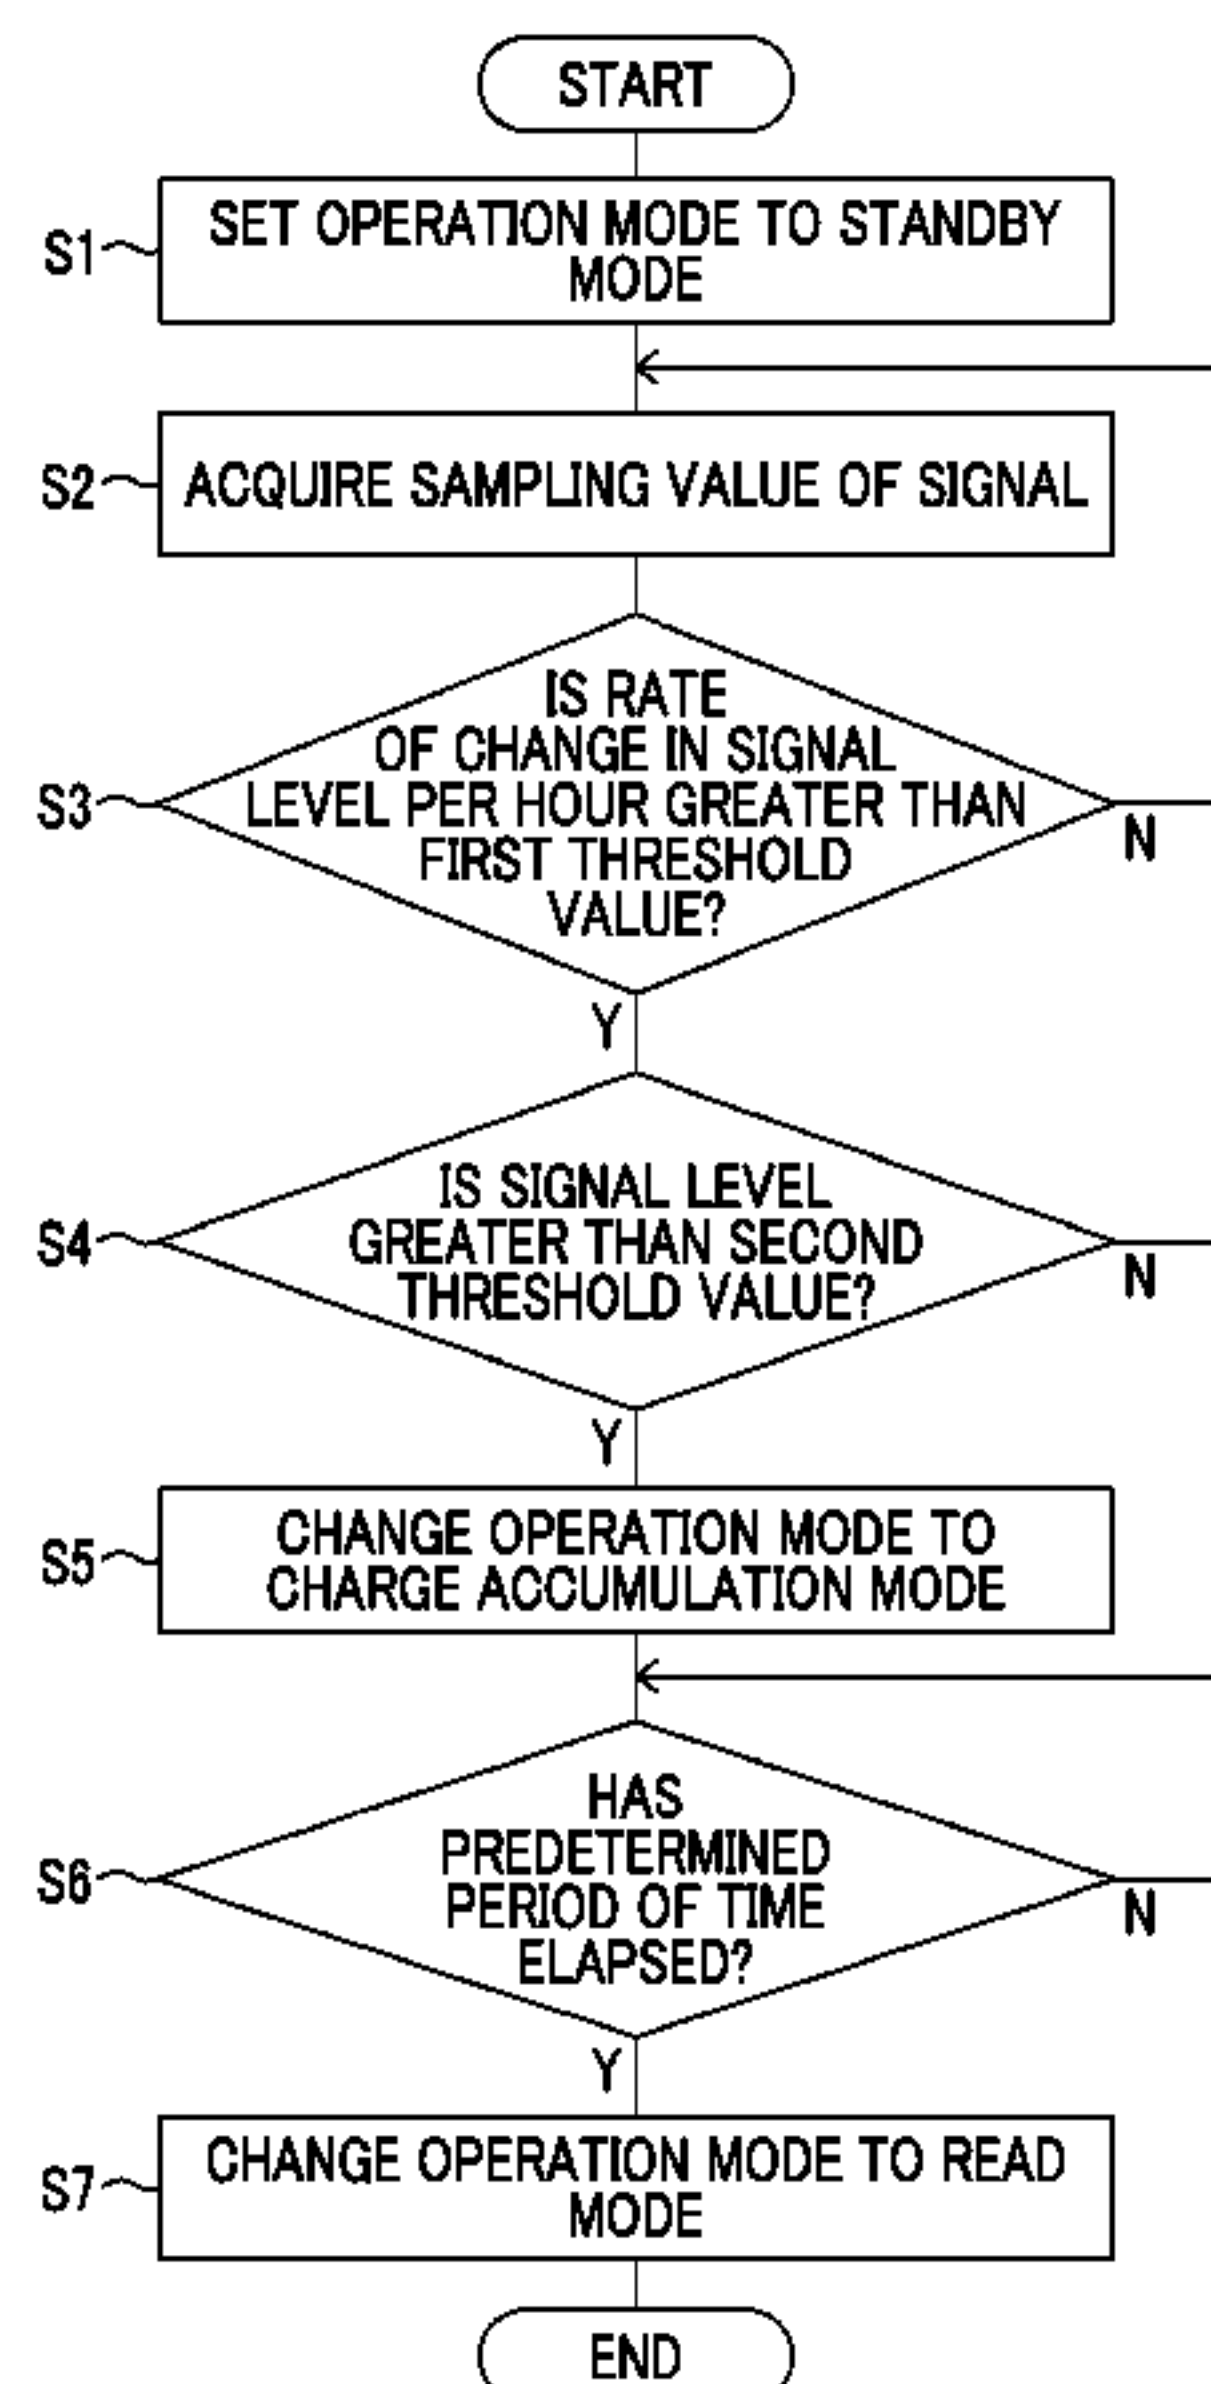 START
S1
SET OPERATION MODE TO STANDBY
MODE
S2
ACQUIRE SAMPLING VALUE OF SIGNAL
S3
IS RATE
OF CHANGE IN SIGNAL
LEVEL PER HOUR GREATER THAN
FIRST THRESHOLD
VALUE?
N
Y
S4
IS SIGNAL LEVEL
GREATER THAN SECOND
THRESHOLD VALUE?
N
Y
S5
CHANGE OPERATION MODE TO
CHARGE ACCUMULATION MODE
S6
HAS
PREDETERMINED
PERIOD OF TIME
ELAPSED?
N
Y
S7
CHANGE OPERATION MODE TO READ
MODE
END